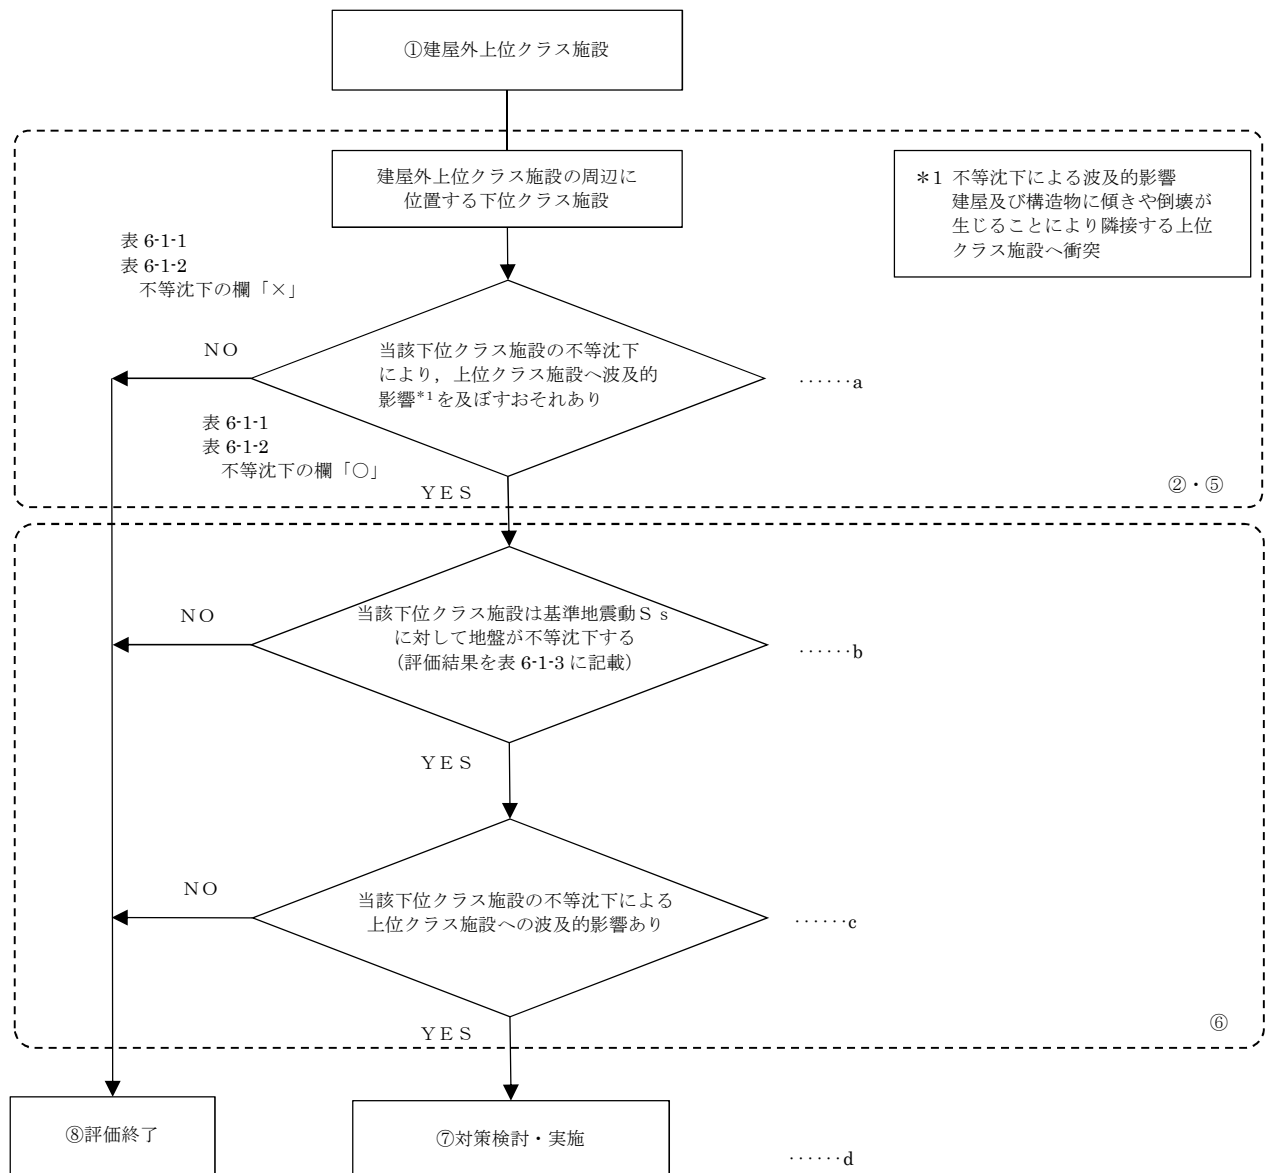 ①建屋外上位クラス施設
建屋外上位クラス施設の周辺に
位置する下位クラス施設
＊1 不等沈下による波及的影響
建屋及び構造物に傾きや倒壊が
生じることにより隣接する上位
クラス施設へ衝突
表 6-1-1
表 6-1-2
不等沈下の欄「×」
NO
当該下位クラス施設の不等沈下
により，上位クラス施設へ波及的
影響*1を及ぼすおそれあり
……a
表 6-1-1
表 6-1-2
不等沈下の欄「○」
YES
②・⑤
NO
当該下位クラス施設は基準地震動Ｓｓ
に対して地盤が不等沈下する
（評価結果を表 6-1-3 に記載）
……b
YES
NO
当該下位クラス施設の不等沈下による
上位クラス施設への波及的影響あり
……c
YES
⑥
⑧評価終了
⑦対策検討・実施
……d